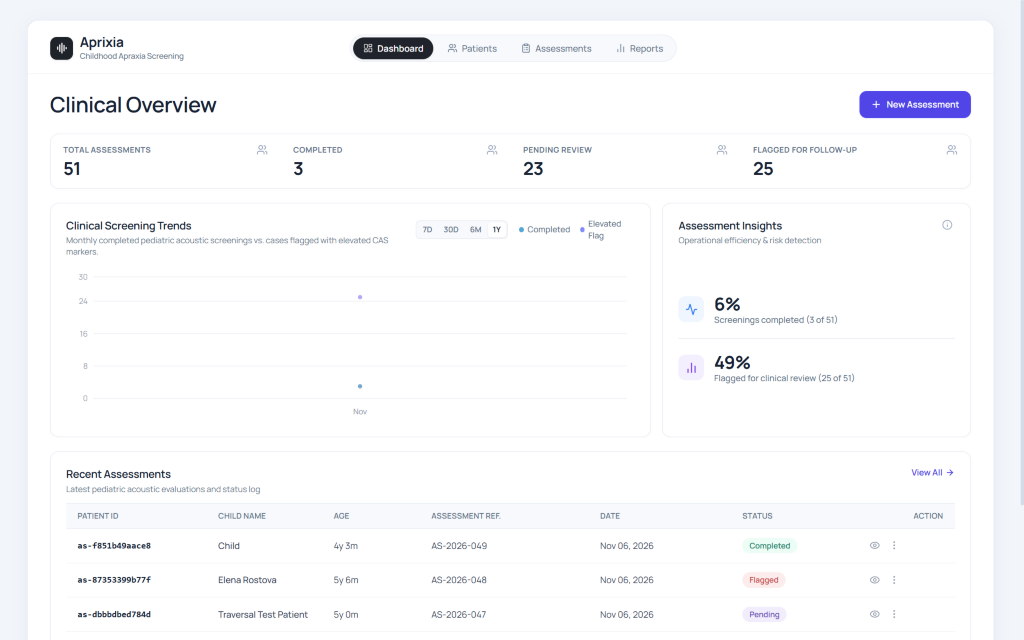 Aprixia
Childhood Apraxia Screening
Dashboard
Patients
Assessments
Reports
Clinical Overview
+ New Assessment
TOTAL ASSESSMENTS
51
COMPLETED
3
PENDING REVIEW
23
FLAGGED FOR FOLLOW-UP
25
Clinical Screening Trends
Monthly completed pediatric acoustic screenings vs. cases flagged with elevated CAS
markers.
7D 30D 6M 1Y
Completed
Elevated
Flag
30
24
16
8
0
Nov
Assessment Insights
Operational efficiency & risk detection
6%
Screenings completed (3 of 51)
49%
Flagged for clinical review (25 of 51)
Recent Assessments
Latest pediatric acoustic evaluations and status log
View All →
PATIENT ID CHILD NAME AGE ASSESSMENT REF. DATE STATUS ACTION
as-f851b49aace8 Child 4y 3m AS-2026-049 Nov 06, 2026 Completed
as-87353399b77f Elena Rostova 5y 6m AS-2026-048 Nov 06, 2026 Flagged
as-dbbbdbed784d Traversal Test Patient 5y 0m AS-2026-047 Nov 06, 2026 Pending